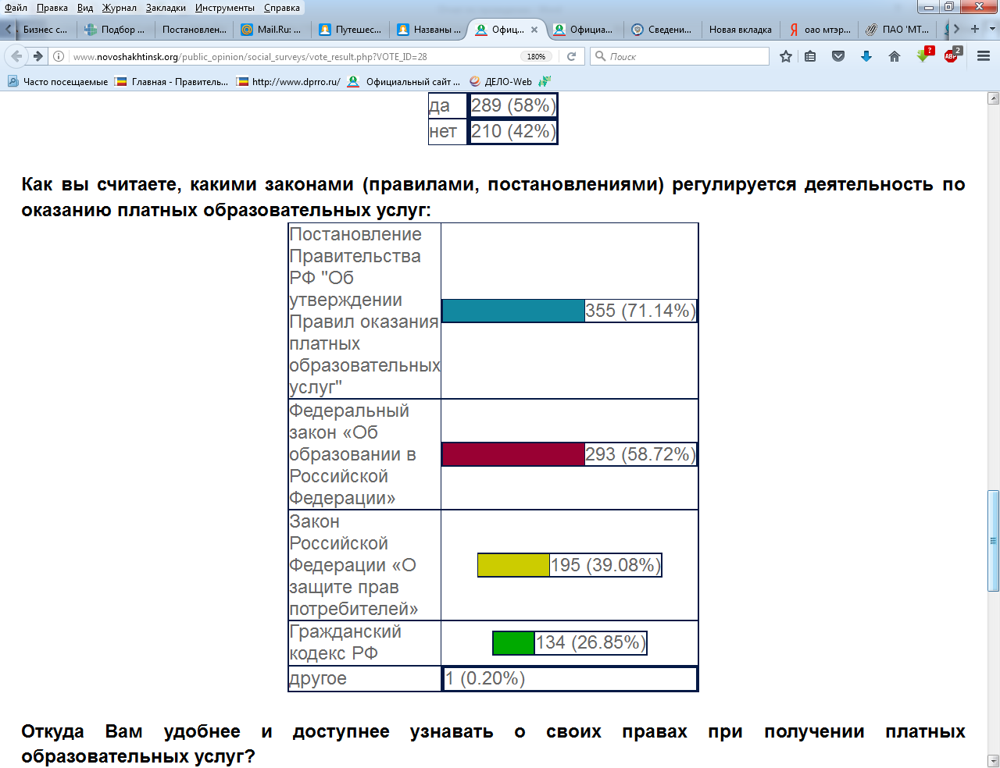 Файл Правка Вид Журнал Закладки Инструменты Справка
Бизнес с... Подбор ... Постановлен... Mail.Ru: ... Путешес... Названы ... Офиц... Официа... Сведени... Новая вкладка оао мтэр... ПАО 'МТ...
www.novoshakhtinsk.org/public_opinion/social_surveys/vote_result.php?VOTE_ID=28 180% Поиск ? ABP 2
Часто посещаемые Главная - Правитель... http://www.dprro.ru/ Официальный сайт ... ДЕЛО-Web
да 289 (58%)
нет 210 (42%)
Как вы считаете, какими законами (правилами, постановлениями) регулируется деятельность по
оказанию платных образовательных услуг:
Постановление
Правительства
РФ "Об
утверждении
Правил оказания
платных
образовательных
услуг"
355 (71.14%)
Федеральный
закон «Об
образовании в
Российской
Федерации»
293 (58.72%)
Закон
Российской
Федерации «О
защите прав
потребителей»
195 (39.08%)
Гражданский
кодекс РФ
134 (26.85%)
другое 1 (0.20%)
Откуда Вам удобнее и доступнее узнавать о своих правах при получении платных
образовательных услуг?